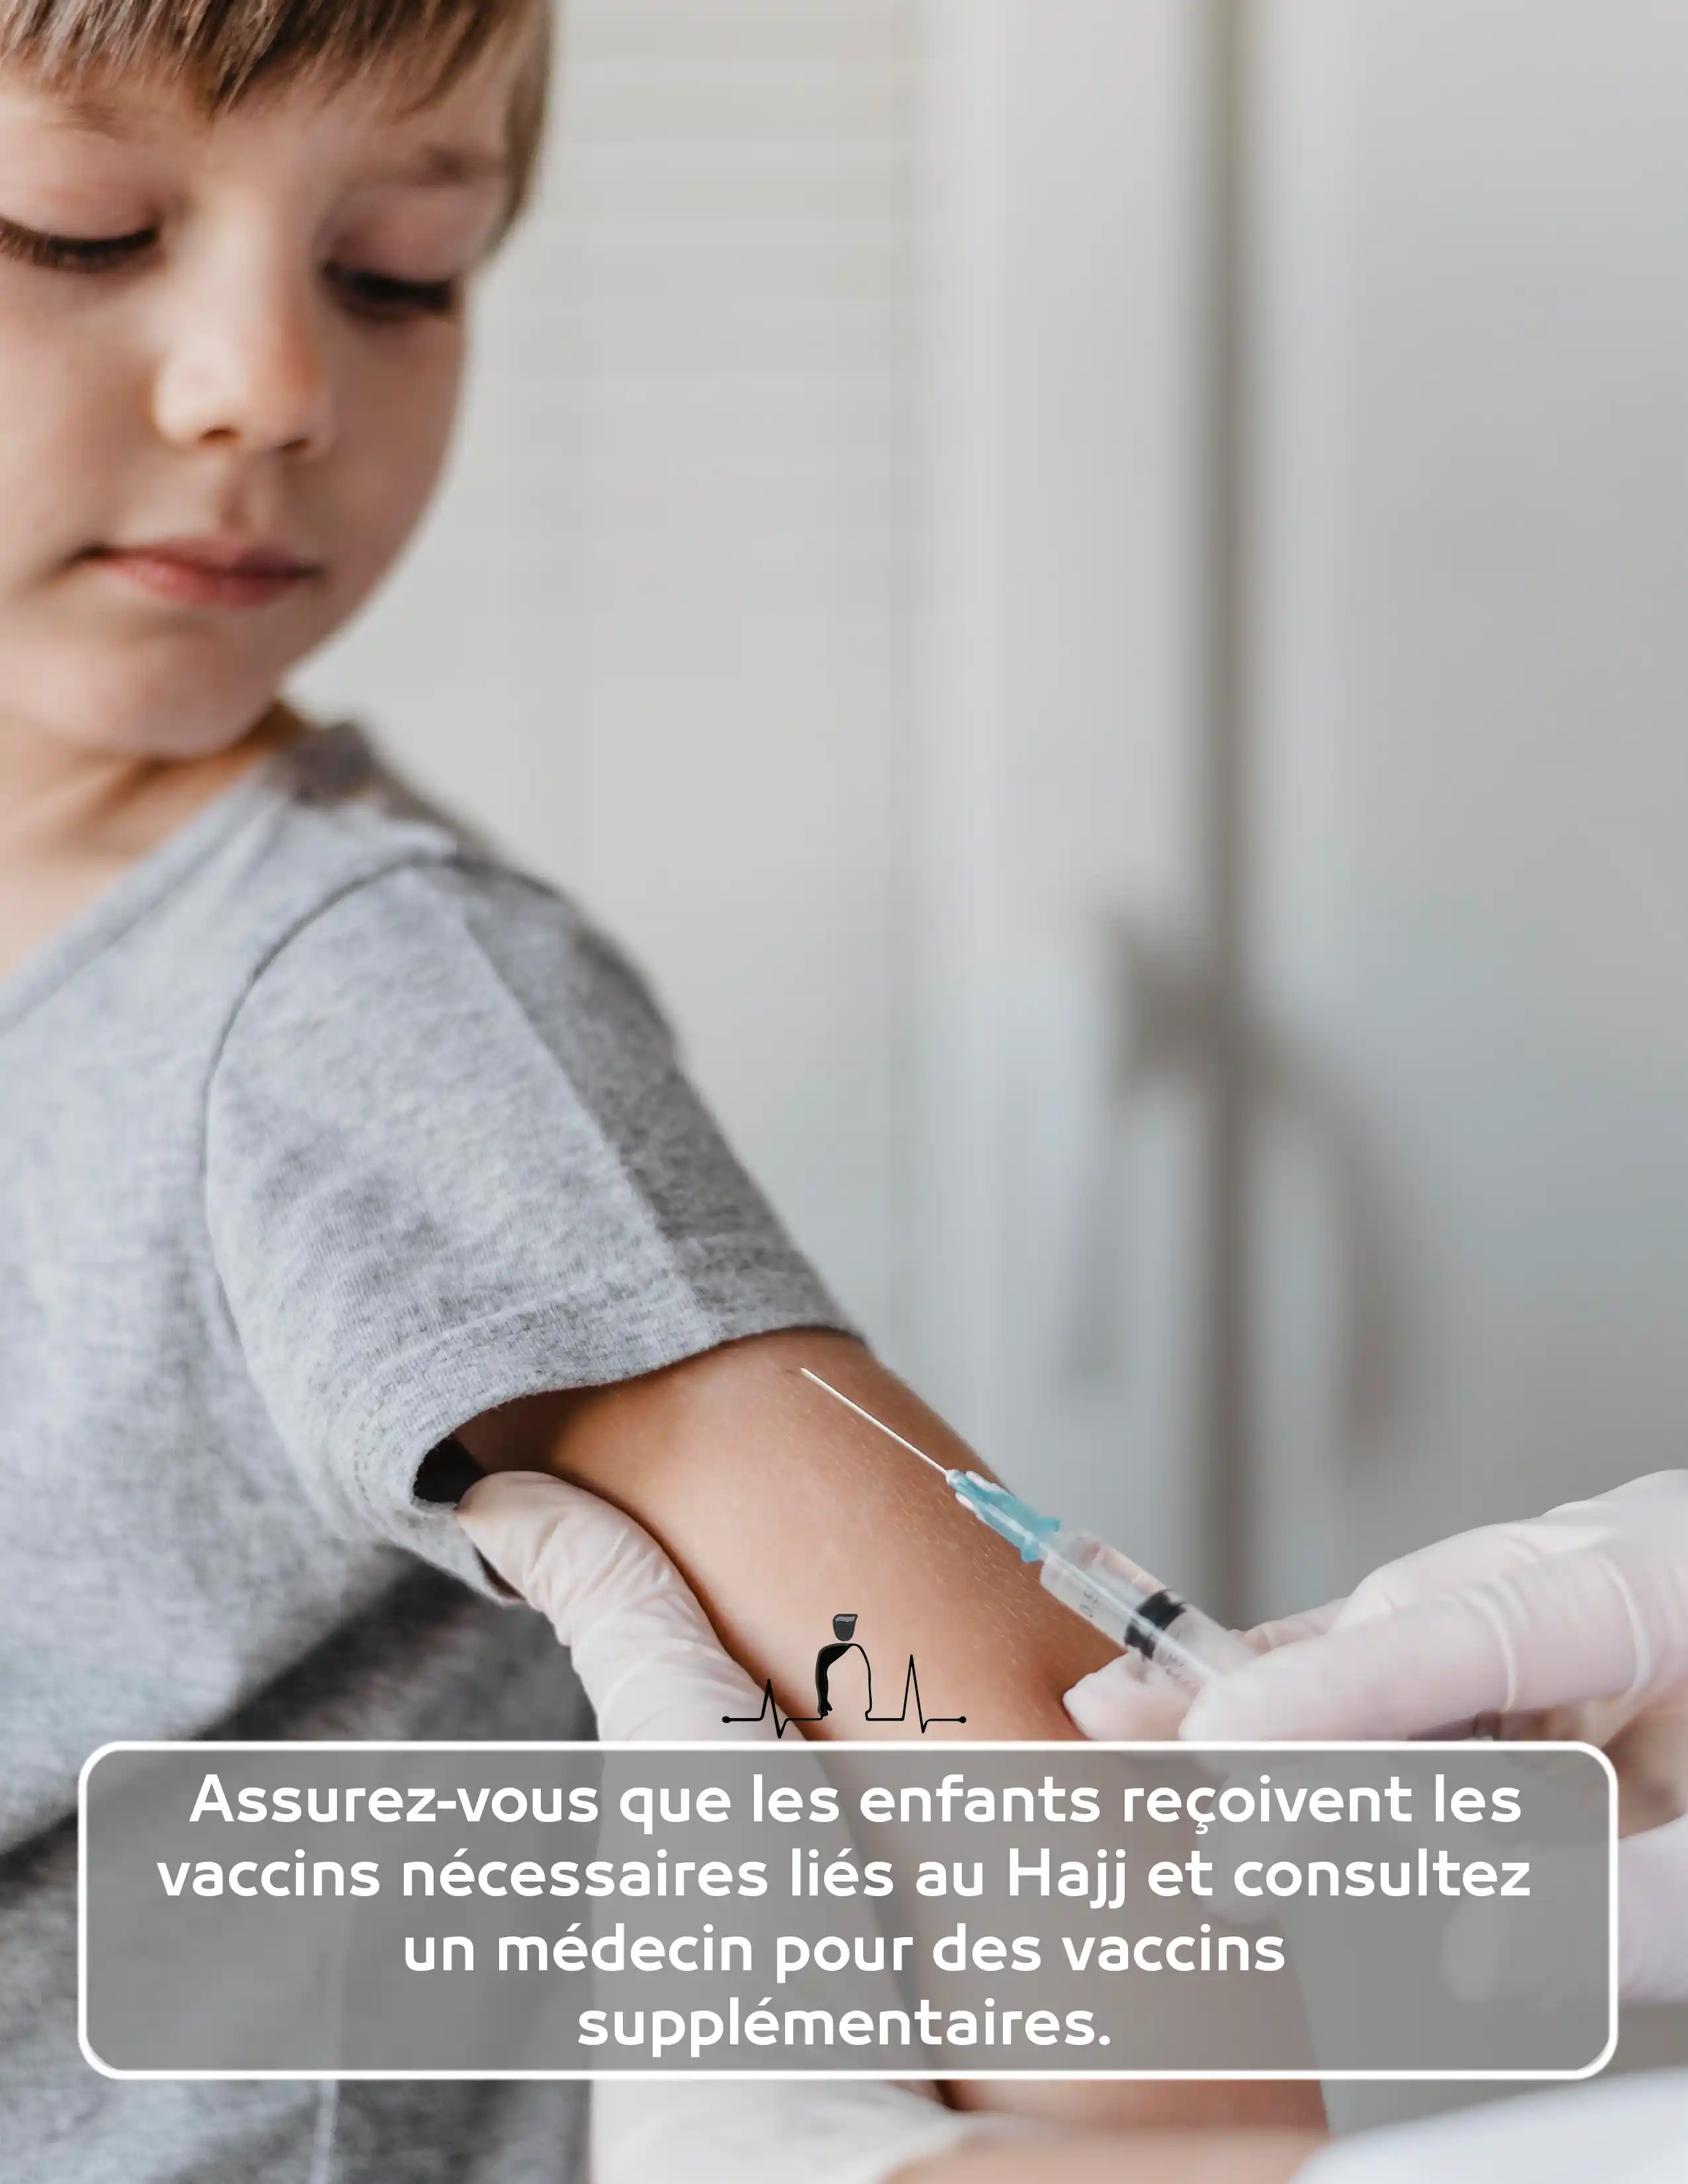 Assurez-vous que les enfants reçoivent les
vaccins nécessaires liés au Hajj et consultez
un médecin pour des vaccins
supplémentaires.